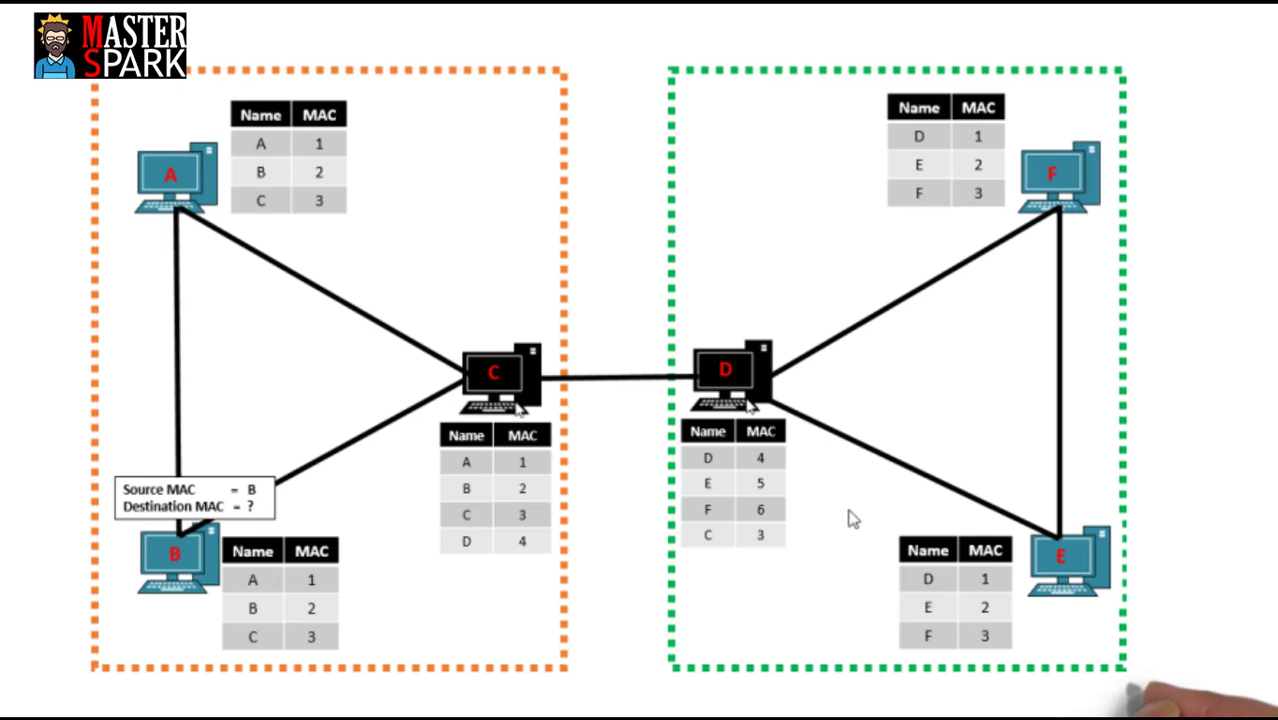 MASTER
SPARK
Name MAC
A 1
B 2
C 3
A
Name MAC
D 1
E 2
F 3
F
C
Name MAC
A 1
B 2
C 3
D 4
D
Name MAC
D 4
E 5
F 6
C 3
Source MAC = B
Destination MAC = ?
B
Name MAC
A 1
B 2
C 3
Name MAC
D 1
E 2
F 3
E